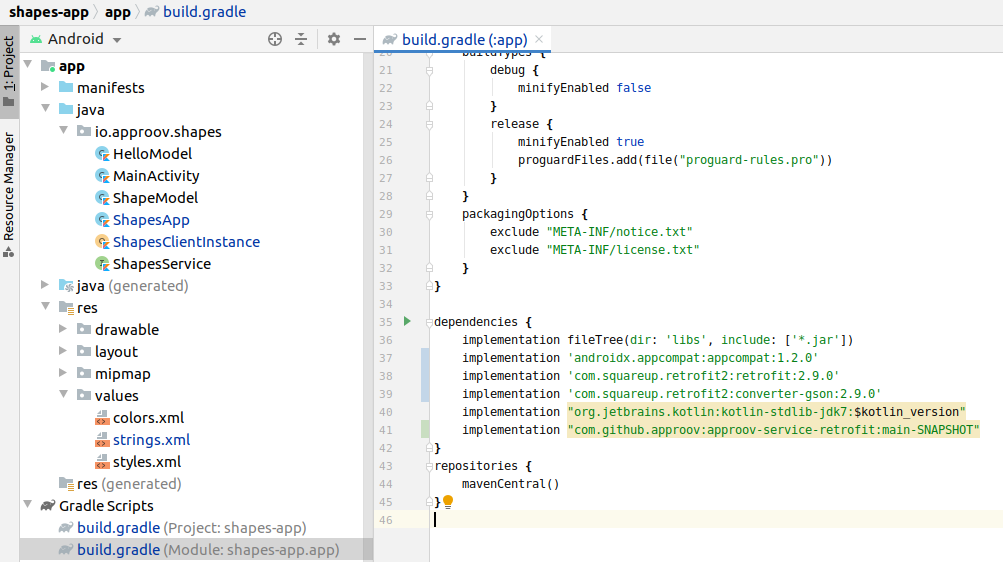 shapes-app app build.gradle
1: Project
Resource Manager
Android
app
manifests
java
io.approov.shapes
HelloModel
MainActivity
ShapeModel
ShapesApp
ShapesClientInstance
ShapesService
java (generated)
res
drawable
layout
mipmap
values
colors.xml
strings.xml
styles.xml
res (generated)
Gradle Scripts
build.gradle (Project: shapes-app)
build.gradle (Module: shapes-app.app)
build.gradle (:app)
20 buildTypes {
21 debug {
22 minifyEnabled false
23 }
24 release {
25 minifyEnabled true
26 proguardFiles.add(file("proguard-rules.pro"))
27 }
28 }
29 packagingOptions {
30 exclude "META-INF/notice.txt"
31 exclude "META-INF/license.txt"
32 }
33 }
34
35 dependencies {
36 implementation fileTree(dir: 'libs', include: ['*.jar'])
37 implementation 'androidx.appcompat:appcompat:1.2.0'
38 implementation 'com.squareup.retrofit2:retrofit:2.9.0'
39 implementation 'com.squareup.retrofit2:converter-gson:2.9.0'
40 implementation "org.jetbrains.kotlin:kotlin-stdlib-jdk7:$kotlin_version"
41 implementation "com.github.approov:approov-service-retrofit:main-SNAPSHOT"
42 }
43 repositories {
44 mavenCentral()
45 }
46